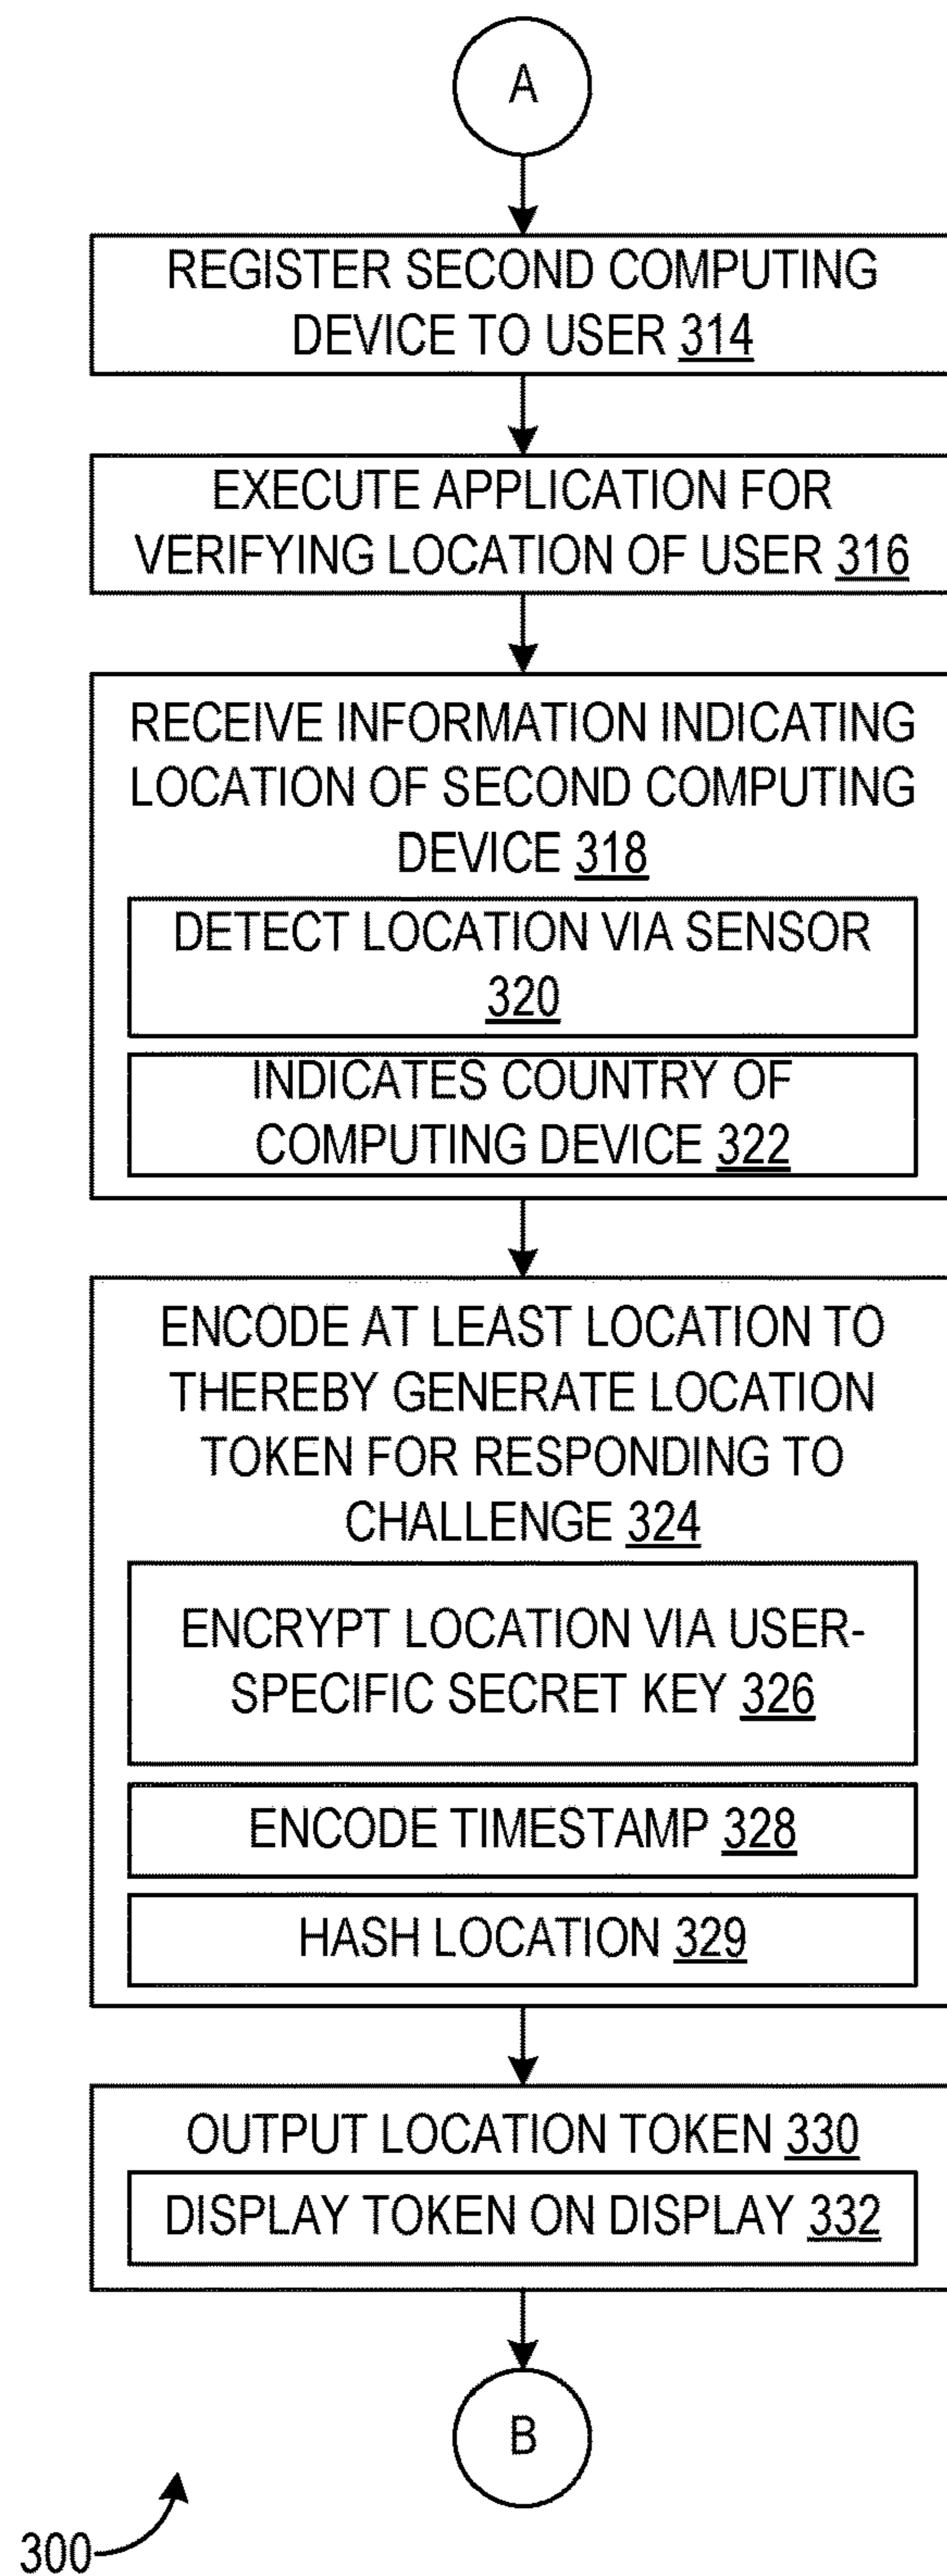 A
REGISTER SECOND COMPUTING
DEVICE TO USER 314
EXECUTE APPLICATION FOR
VERIFYING LOCATION OF USER 316
RECEIVE INFORMATION INDICATING
LOCATION OF SECOND COMPUTING
DEVICE 318
DETECT LOCATION VIA SENSOR
320
INDICATES COUNTRY OF
COMPUTING DEVICE 322
ENCODE AT LEAST LOCATION TO
THEREBY GENERATE LOCATION
TOKEN FOR RESPONDING TO
CHALLENGE 324
ENCRYPT LOCATION VIA USER-
SPECIFIC SECRET KEY 326
ENCODE TIMESTAMP 328
HASH LOCATION 329
OUTPUT LOCATION TOKEN 330
DISPLAY TOKEN ON DISPLAY 332
B
300